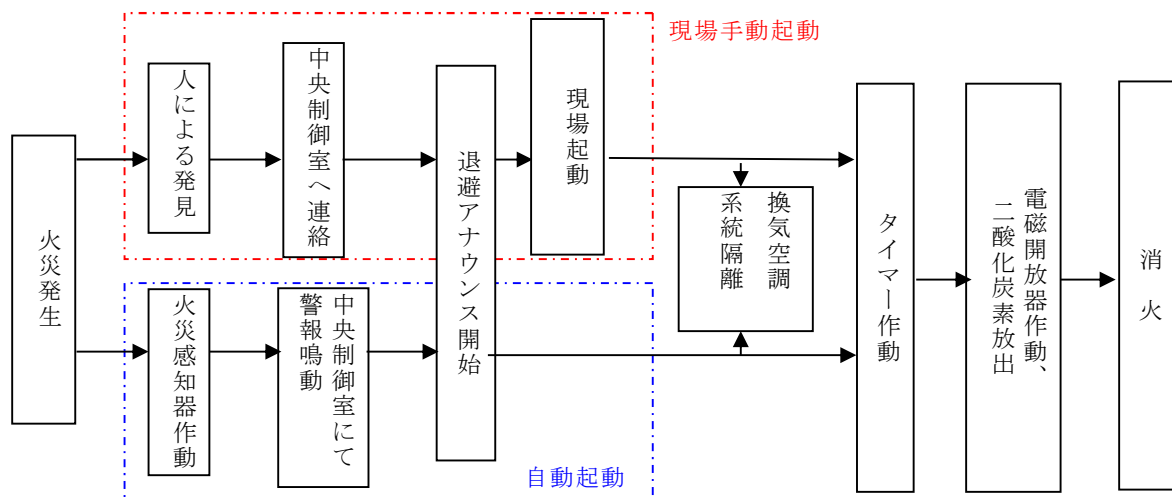 現場手動起動
火災発生
人による発見
中央制御室へ連絡
退避アナウンス開始
現場起動
換気空調
系統隔離
火災感知器作動
中央制御室にて
警報鳴動
自動起動
タイマー作動
電磁開放器作動、
二酸化炭素放出
消火